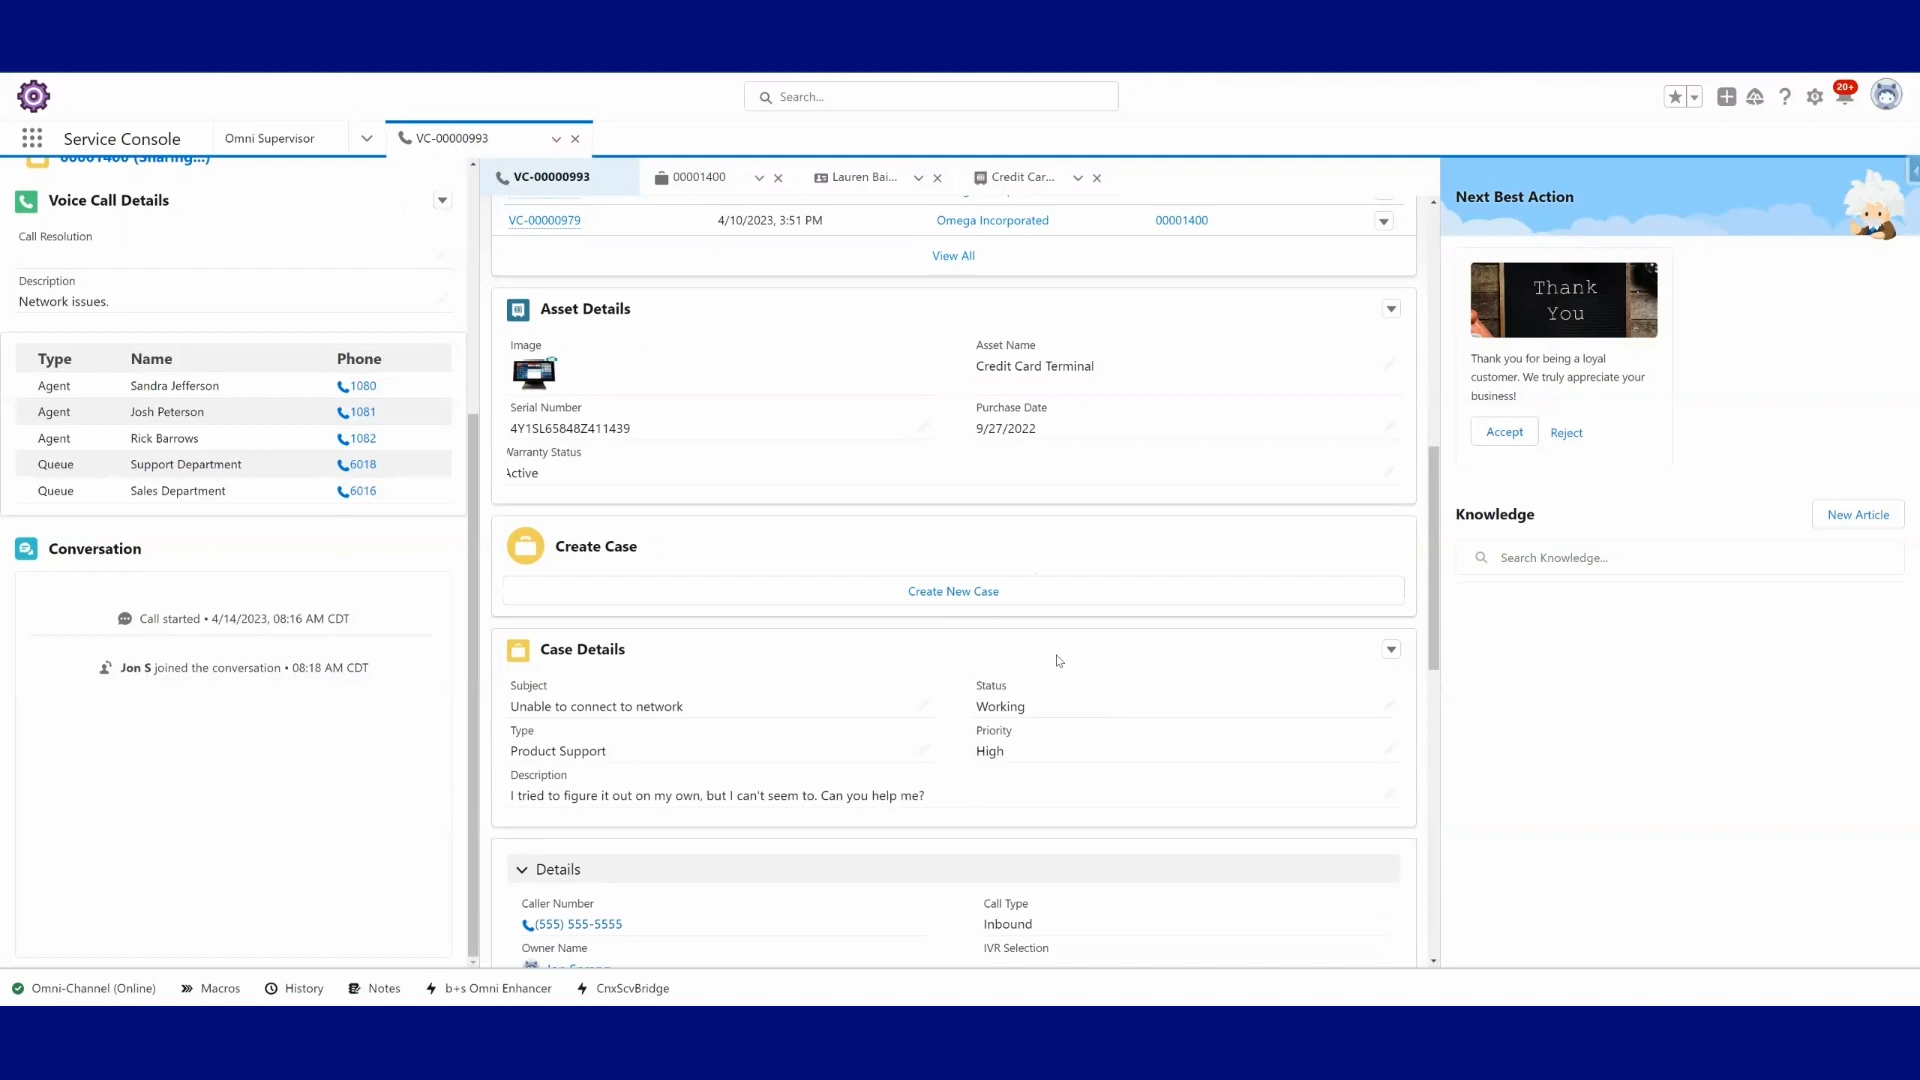 Search...
20+
Service Console
Omni Supervisor
VC-00000993
00001400 (Sharing...)
Voice Call Details
Call Resolution
Description
Network issues.
Type Name Phone
Agent Sandra Jefferson 1080
Agent Josh Peterson 1081
Agent Rick Barrows 1082
Queue Support Department 6018
Queue Sales Department 6016
Conversation
Call started • 4/14/2023, 08:16 AM CDT
Jon S joined the conversation • 08:18 AM CDT
VC-00000993
00001400
Lauren Bai...
Credit Car...
VC-00000979 4/10/2023, 3:51 PM Omega Incorporated 00001400
View All
Asset Details
Image
Asset Name
Credit Card Terminal
Serial Number
4Y1SL65848Z411439
Purchase Date
9/27/2022
Warranty Status
Active
Create Case
Create New Case
Case Details
Subject
Unable to connect to network
Status
Working
Type
Product Support
Priority
High
Description
I tried to figure it out on my own, but I can't seem to. Can you help me?
Details
Caller Number
(555) 555-5555
Call Type
Inbound
Owner Name
IVR Selection
Next Best Action
Thank
You
Thank you for being a loyal
customer. We truly appreciate your
business!
Accept
Reject
Knowledge
New Article
Search Knowledge...
Omni-Channel (Online)
Macros
History
Notes
b+s Omni Enhancer
CnxScvBridge